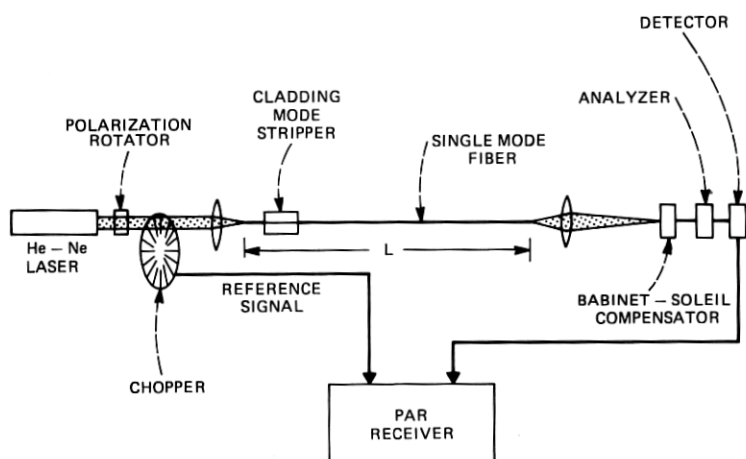 DETECTOR
CLADDING
MODE
STRIPPER
ANALYZER
POLARIZATION
ROTATOR
SINGLE MODE
FIBER
He – Ne
LASER
L
REFERENCE
SIGNAL
BABINET – SOLEIL
COMPENSATOR
CHOPPER
PAR
RECEIVER